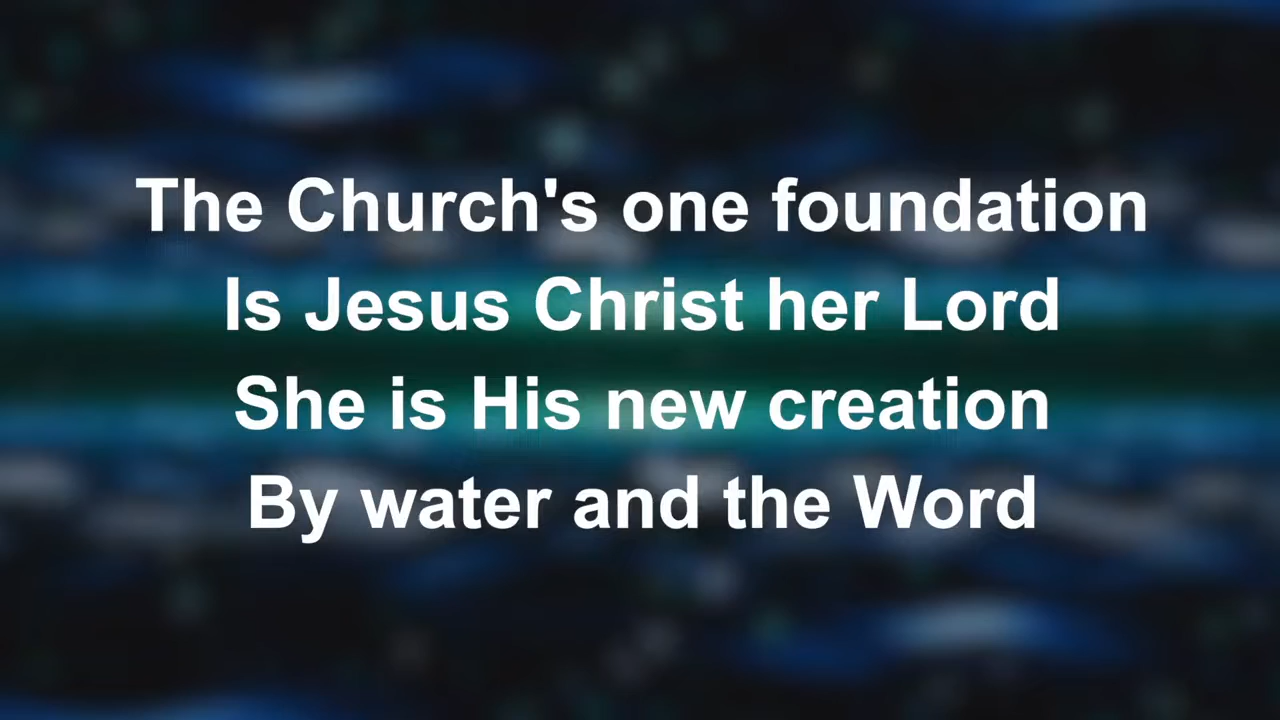 The Church's one foundation
Is Jesus Christ her Lord
She is His new creation
By water and the Word